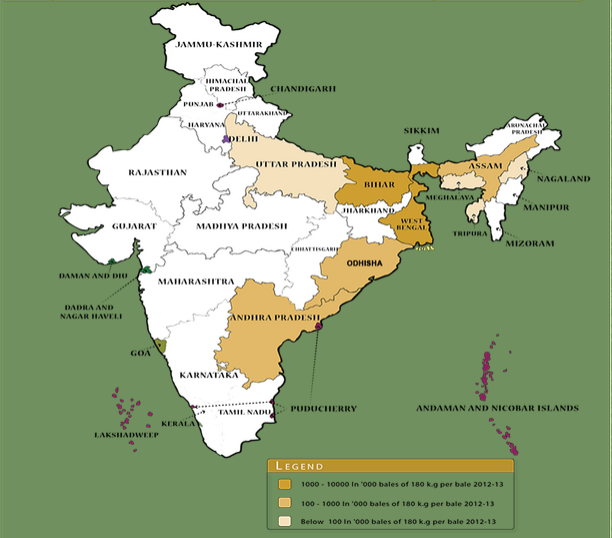 JAMMU-KASHMIR
HIMACHAL
PRADESH
CHANDIGARH
PUNJAB
UTTARAKHAND
HARYANA
DELHI
SIKKIM
ARUNACHAL
PRADESH
UTTAR PRADESH
ASSAM
RAJASTHAN
NAGALAND
BIHAR
MEGHALAYA
MANIPUR
JHARKHAND
GUJARAT
MADHYA PRADESH
WEST
BENGAL
TRIPURA
MIZORAM
CHHATTISGARH
ODHISHA
DAMAN AND DIU
MAHARASHTRA
DADRA AND
NAGAR HAVELI
ANDHRA PRADESH
GOA
KARNATAKA
PUDUCHERRY
ANDAMAN AND NICOBAR ISLANDS
TAMIL NADU
KERALA
LAKSHADWEEP
LEGEND
1000 - 10000 In '000 bales of 180 k.g per bale 2012-13
100 - 1000 In '000 bales of 180 k.g per bale 2012-13
Below 100 In '000 bales of 180 k.g per bale 2012-13